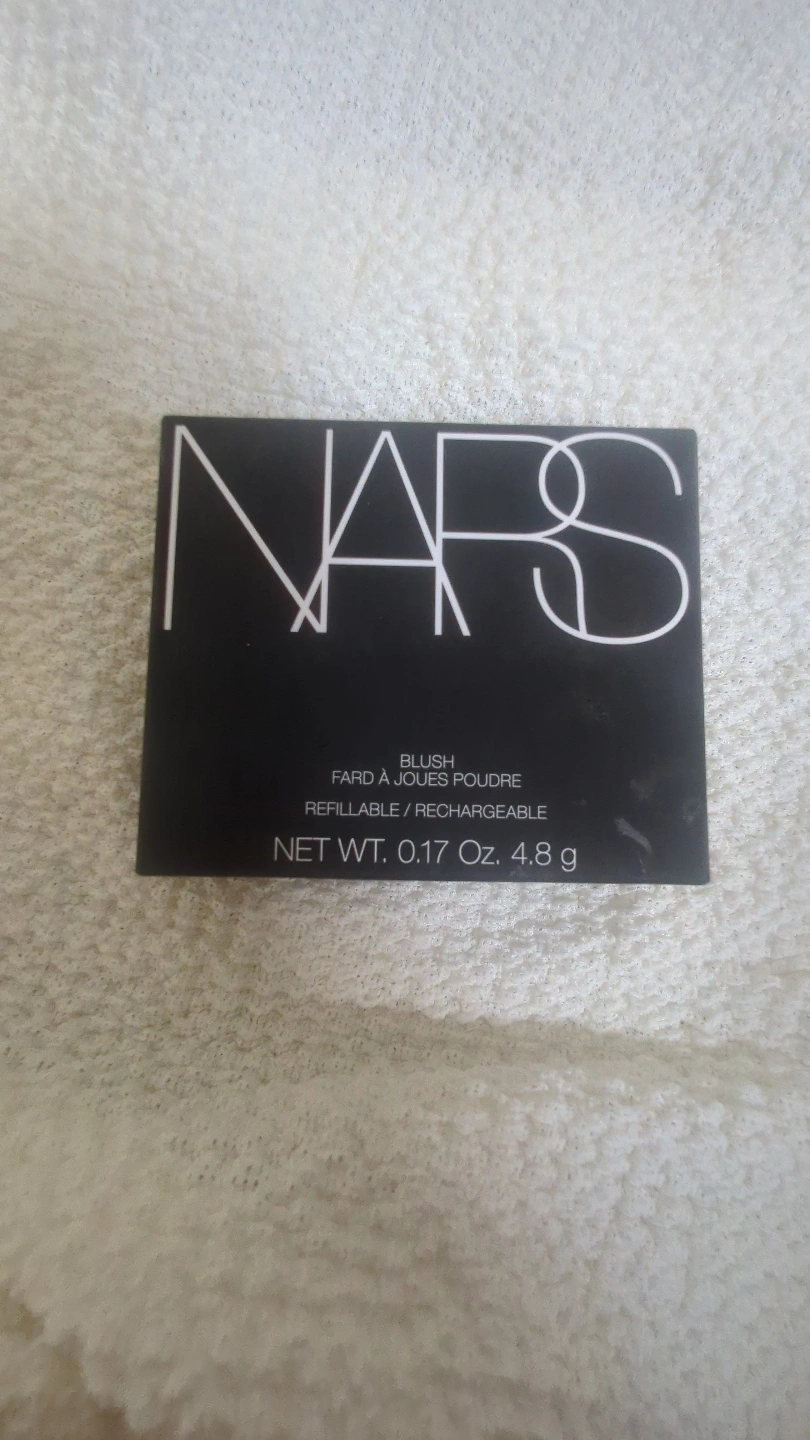 NARS
BLUSH
FARD À JOUES POUDRE
REFILLABLE / RECHARGEABLE
NET WT. 0.17 Oz. 4.8 g